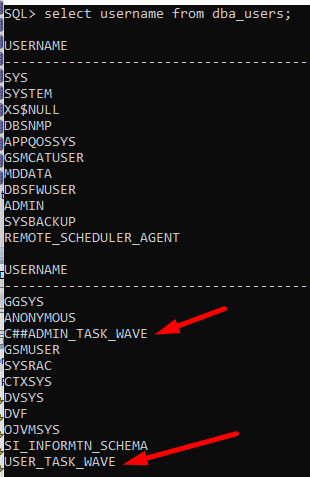 SQL> select username from dba_users;
USERNAME
--------------------------------------
SYS
SYSTEM
XS$NULL
DBSNMP
APPQOSSYS
GSMCATUSER
MDDATA
DBSFWUSER
ADMIN
SYSBACKUP
REMOTE_SCHEDULER_AGENT
USERNAME
--------------------------------------
GGSYS
ANONYMOUS
C##ADMIN_TASK_WAVE
GSMUSER
SYSRAC
CTXSYS
DVSYS
DVF
OJVMSYS
SI_INFORMTN_SCHEMA
USER_TASK_WAVE